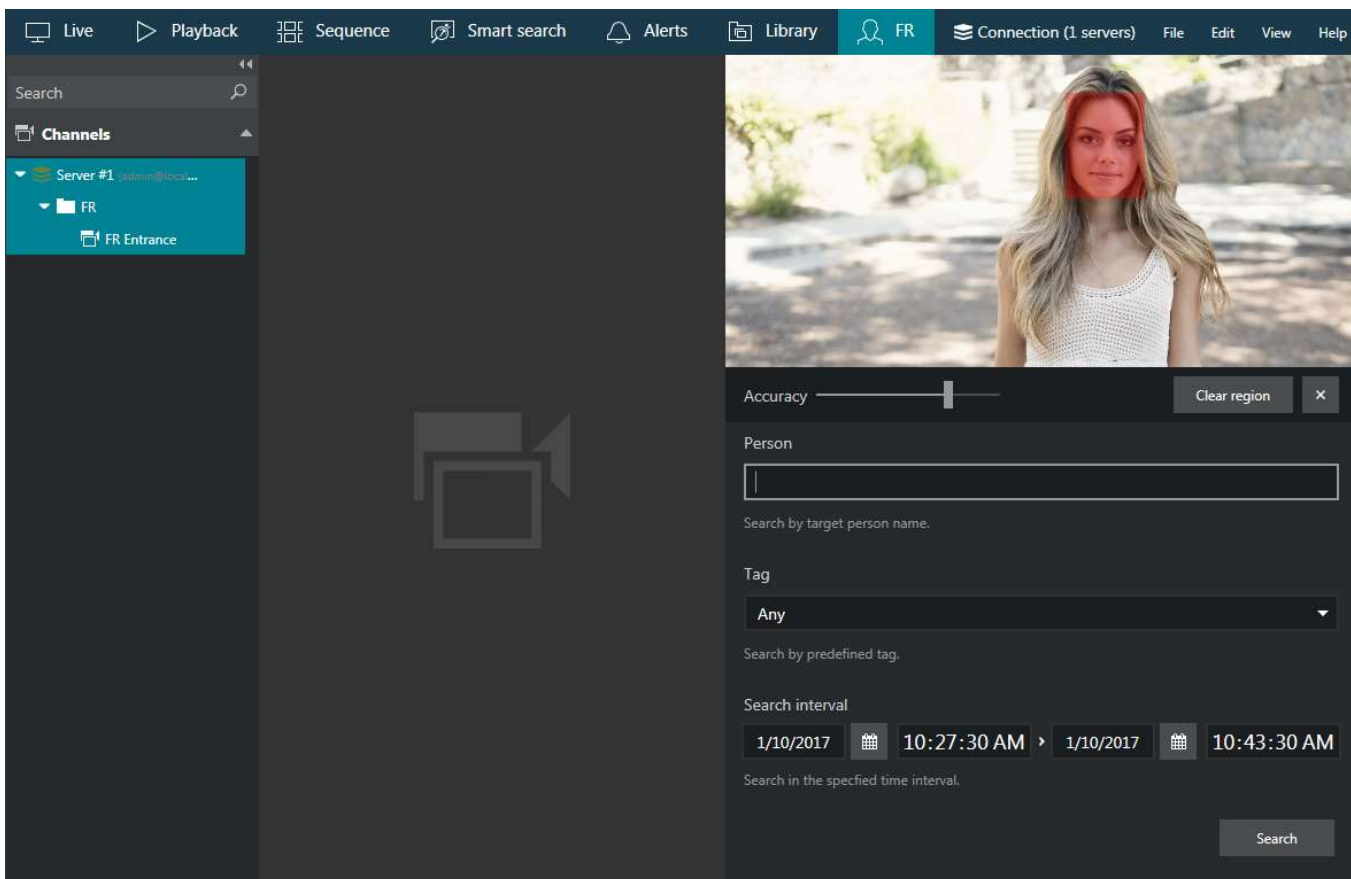 Live Playback Sequence Smart search Alerts Library FR Connection (1 servers) File Edit View Help
Search
Channels
Server #1 (admin@local...
FR
FR Entrance
Accuracy Clear region
Person
Search by target person name.
Tag
Any
Search by predefined tag.
Search interval
1/10/2017 10:27:30 AM 1/10/2017 10:43:30 AM
Search in the specfied time interval.
Search